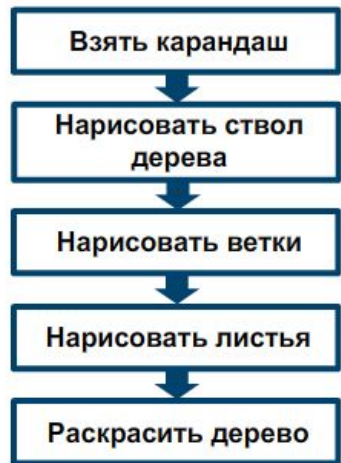 Взять карандаш
Нарисовать ствол
дерева
Нарисовать ветки
Нарисовать листья
Раскрасить дерево